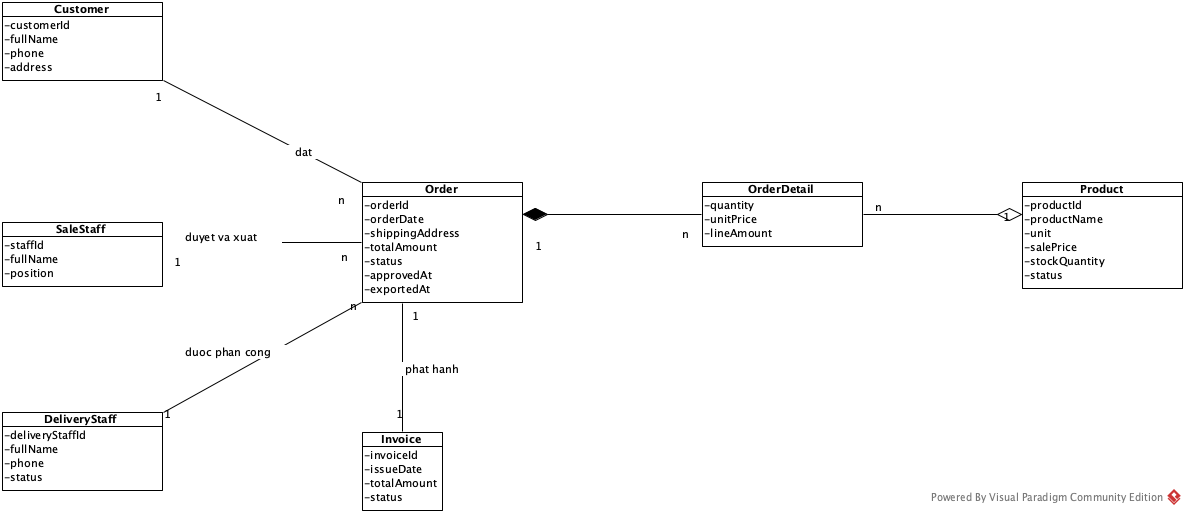 Customer
-customerId
-fullName
-phone
-address
1
dat
n
SaleStaff
-staffId
-fullName
-position
duyet va xuat
1
n
Order
-orderId
-orderDate
-shippingAddress
-totalAmount
-status
-approvedAt
-exportedAt
1
n
OrderDetail
-quantity
-unitPrice
-lineAmount
n
1
Product
-productId
-productName
-unit
-salePrice
-stockQuantity
-status
n
duoc phan cong
1
DeliveryStaff
-deliveryStaffId
-fullName
-phone
-status
1
phat hanh
1
Invoice
-invoiceId
-issueDate
-totalAmount
-status
Powered By Visual Paradigm Community Edition